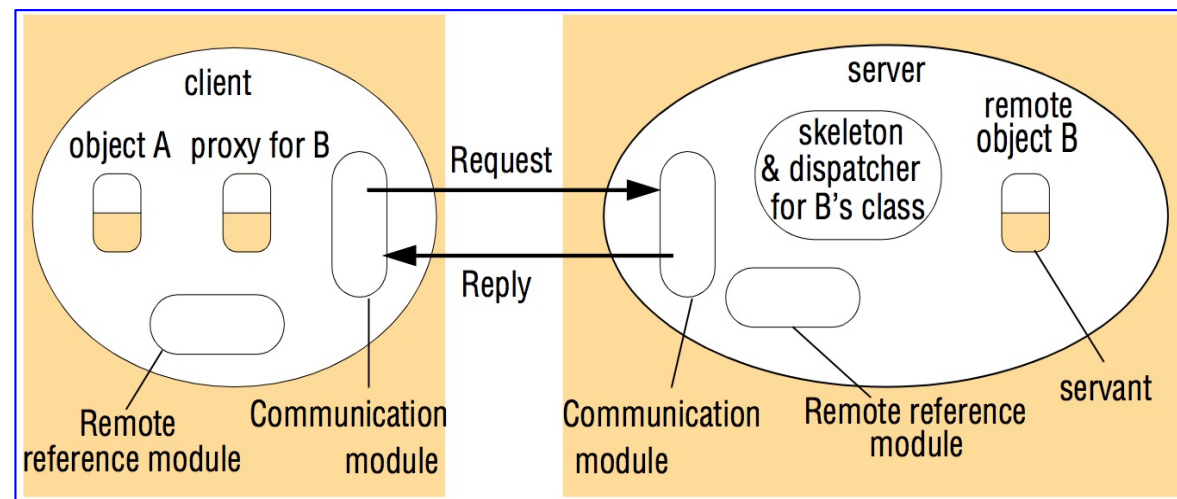 client
object A proxy for B
Request
Reply
Remote
reference module
Communication
module
server
skeleton
& dispatcher
for B's class
remote
object B
Communication
module
Remote reference
module
servant